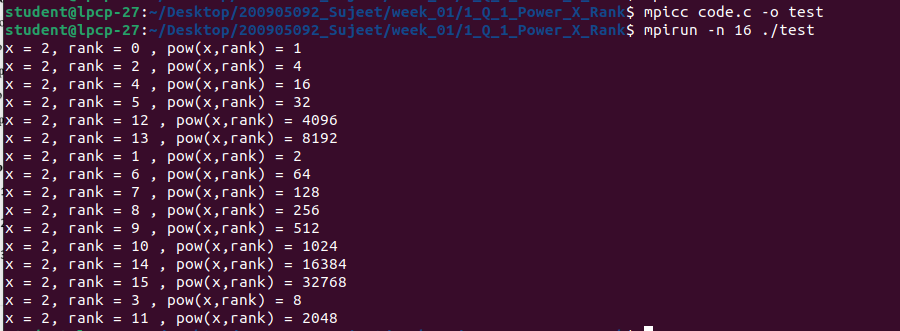 student@lpcp-27:~/Desktop/200905092_Sujeet/week_01/1_Q_1_Power_X_Rank$ mpicc code.c -o test
student@lpcp-27:~/Desktop/200905092_Sujeet/week_01/1_Q_1_Power_X_Rank$ mpirun -n 16 ./test
x = 2, rank = 0 , pow(x,rank) = 1
x = 2, rank = 2 , pow(x,rank) = 4
x = 2, rank = 4 , pow(x,rank) = 16
x = 2, rank = 5 , pow(x,rank) = 32
x = 2, rank = 12 , pow(x,rank) = 4096
x = 2, rank = 13 , pow(x,rank) = 8192
x = 2, rank = 1 , pow(x,rank) = 2
x = 2, rank = 6 , pow(x,rank) = 64
x = 2, rank = 7 , pow(x,rank) = 128
x = 2, rank = 8 , pow(x,rank) = 256
x = 2, rank = 9 , pow(x,rank) = 512
x = 2, rank = 10 , pow(x,rank) = 1024
x = 2, rank = 14 , pow(x,rank) = 16384
x = 2, rank = 15 , pow(x,rank) = 32768
x = 2, rank = 3 , pow(x,rank) = 8
x = 2, rank = 11 , pow(x,rank) = 2048